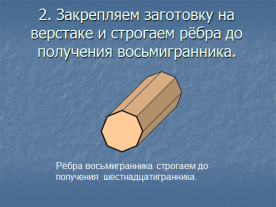 2. Закрепляем заготовку на
верстаке и строгаем рёбра до
получения восьмигранника.
Рёбра восьмигранника строгаем до
получения шестнадцатигранника.